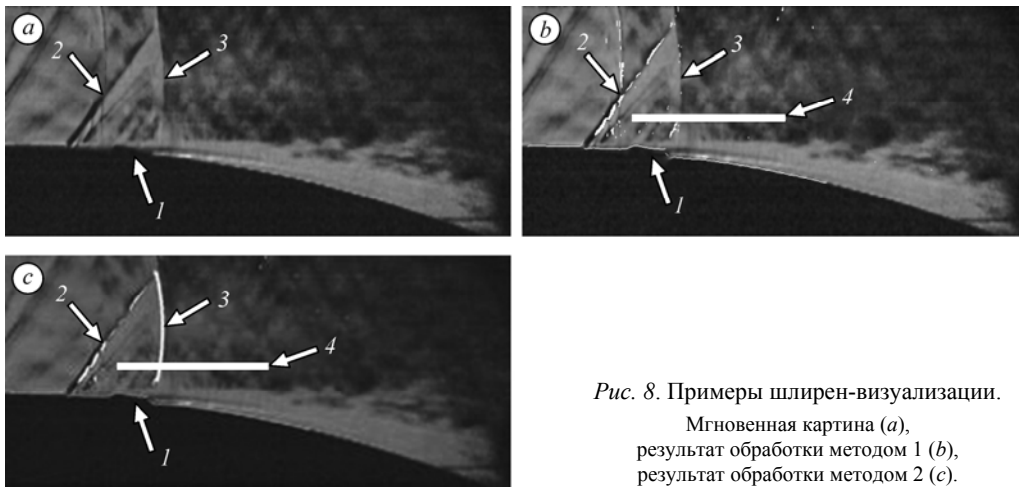 a
2
3
1
b
2
3
4
1
c
2
3
4
1
Рис. 8. Примеры шлирен-визуализации.
Мгновенная картина (a),
результат обработки методом 1 (b),
результат обработки методом 2 (c).